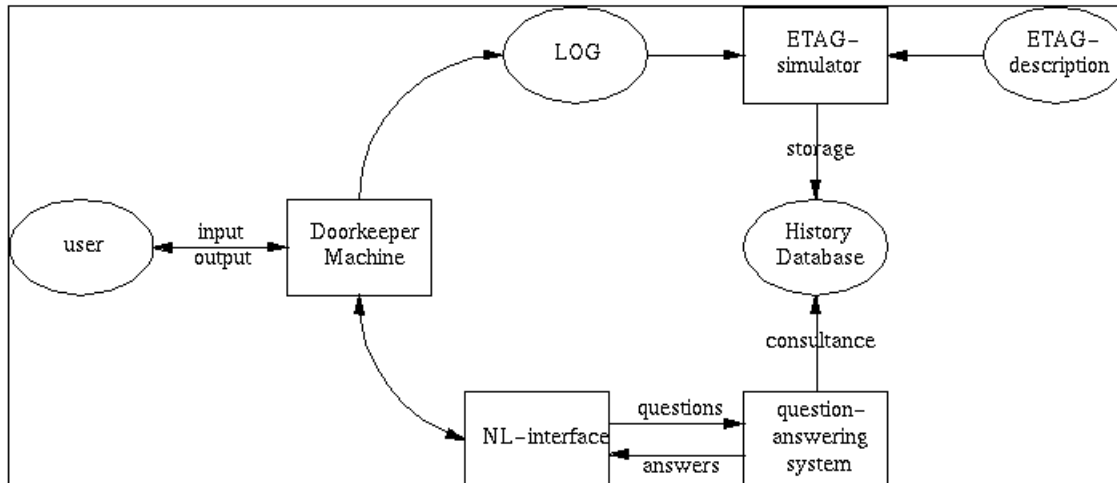 LOG
ETAG-
simulator
ETAG-
description
storage
user
input
output
Doorkeeper
Machine
History
Database
consultance
NL-interface
questions
answers
question-
answering
system